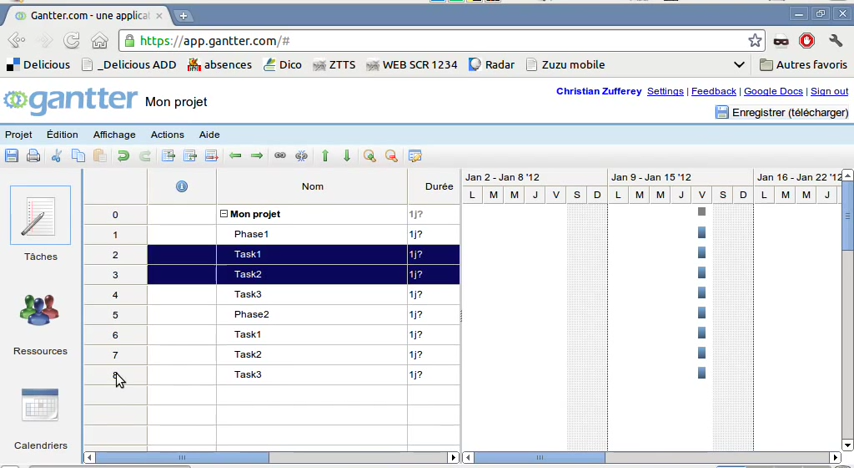 Gantter.com - une applicat
https://app.gantter.com/#
Delicious _Delicious ADD absences Dico ZTTS WEB SCR 1234 Radar Zuzu mobile Autres favoris
gantter Mon projet
Christian Zufferey Settings | Feedback | Google Docs | Sign out
Enregistrer (télécharger)
Projet Édition Affichage Actions Aide
Jan 2 - Jan 8 '12 Jan 9 - Jan 15 '12 Jan 16 - Jan 22 '12
Nom Durée
L M M J V S D L M M J V S D L M M J
0 Mon projet 1j?
1 Phase1 1j?
2 Task1 1j?
3 Task2 1j?
4 Task3 1j?
5 Phase2 1j?
6 Task1 1j?
7 Task2 1j?
8 Task3 1j?
Tâches
Ressources
Calendriers